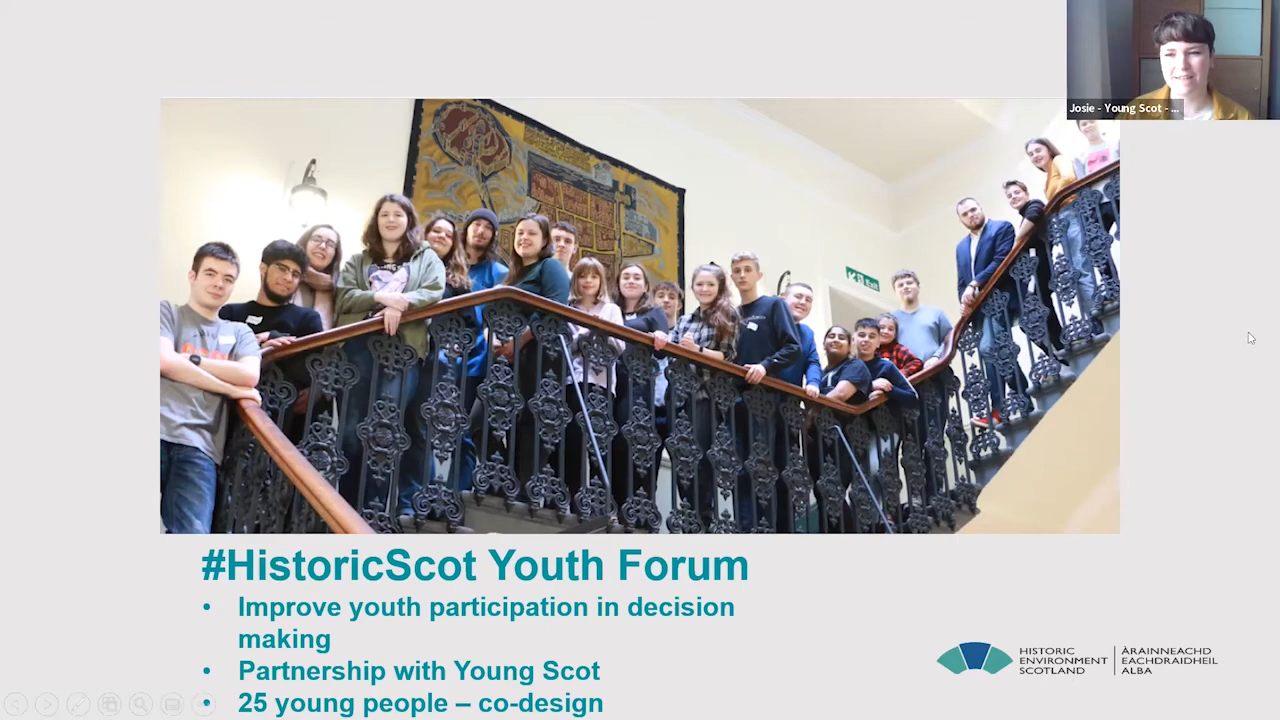 Josie - Young Scot - ...
Exit
#HistoricScot Youth Forum
• Improve youth participation in decision
making
• Partnership with Young Scot
• 25 young people – co-design
HISTORIC
ENVIRONMENT
SCOTLAND
ÀRAINNEACHD
EACHDRAIDHEIL
ALBA